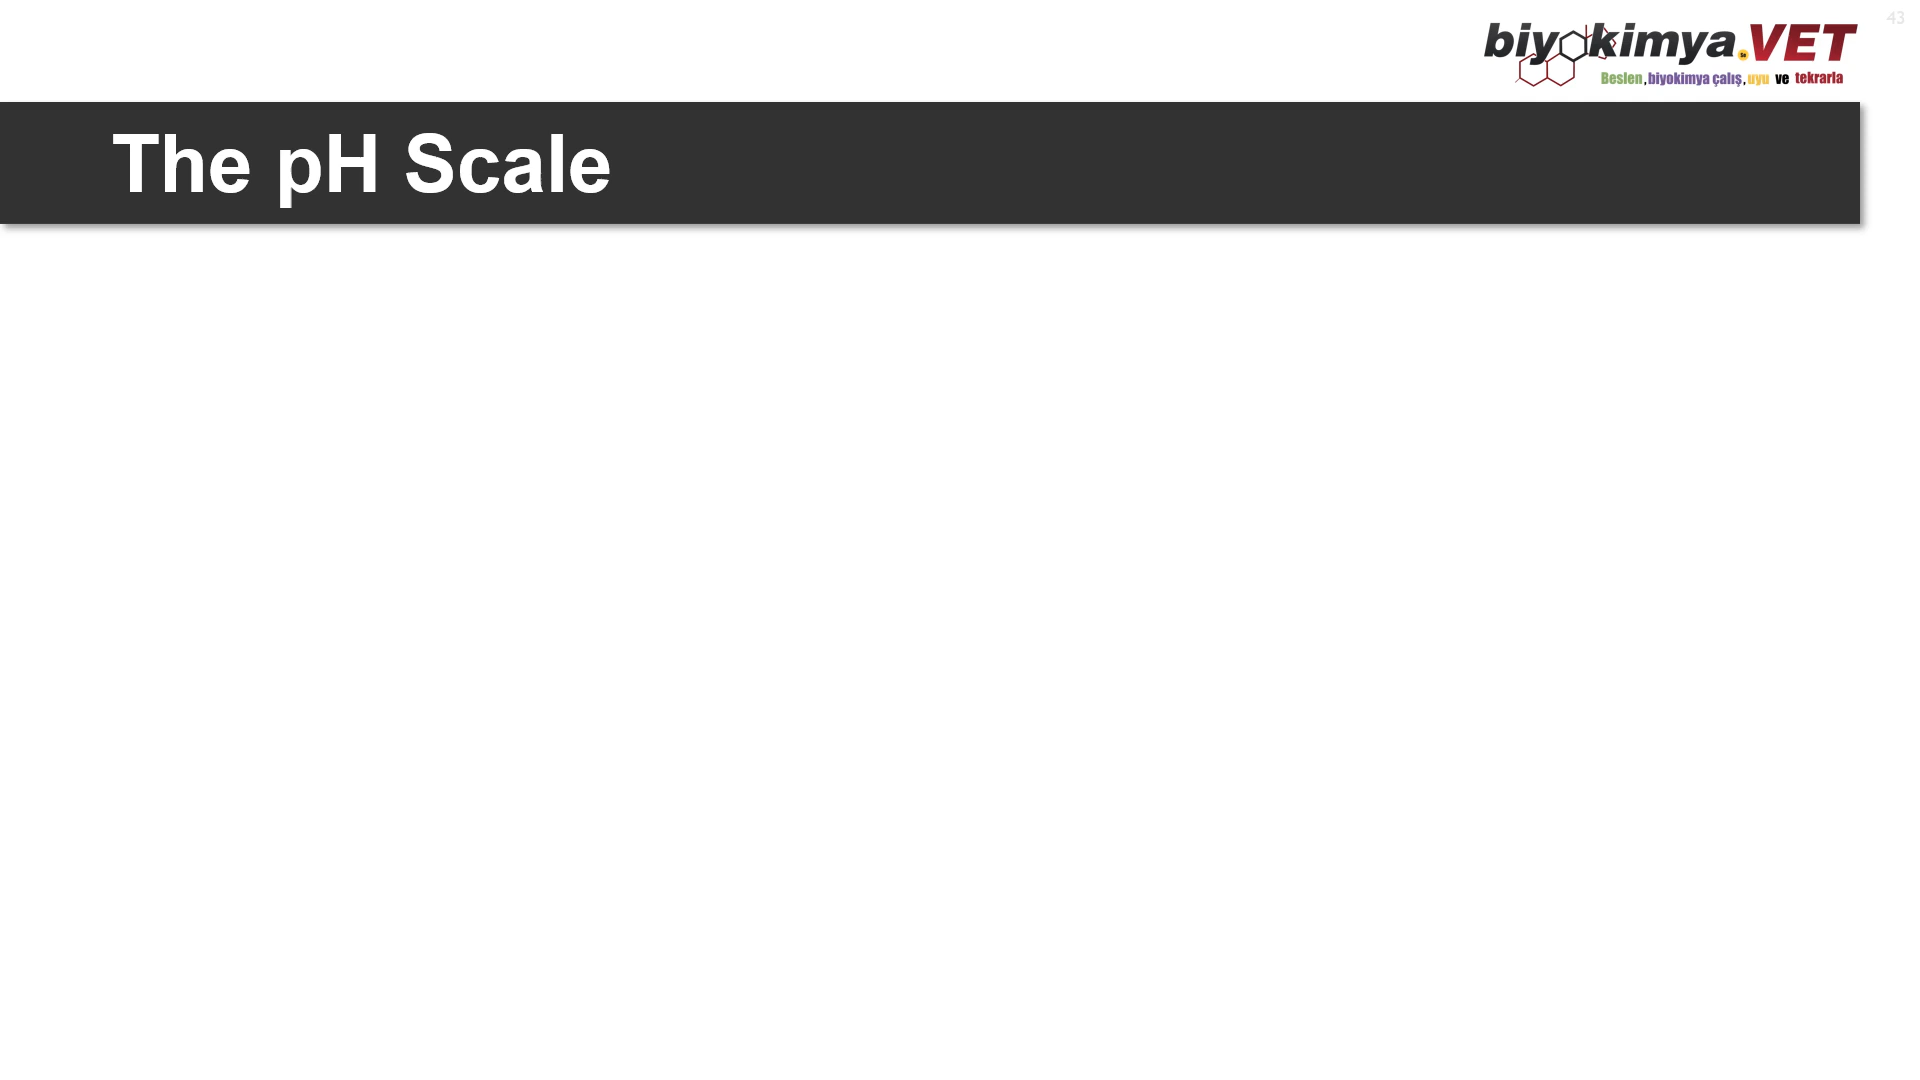 43
biyokimya.VET
Beslen, biyokimya çalış, uyu ve tekrarla
The pH Scale